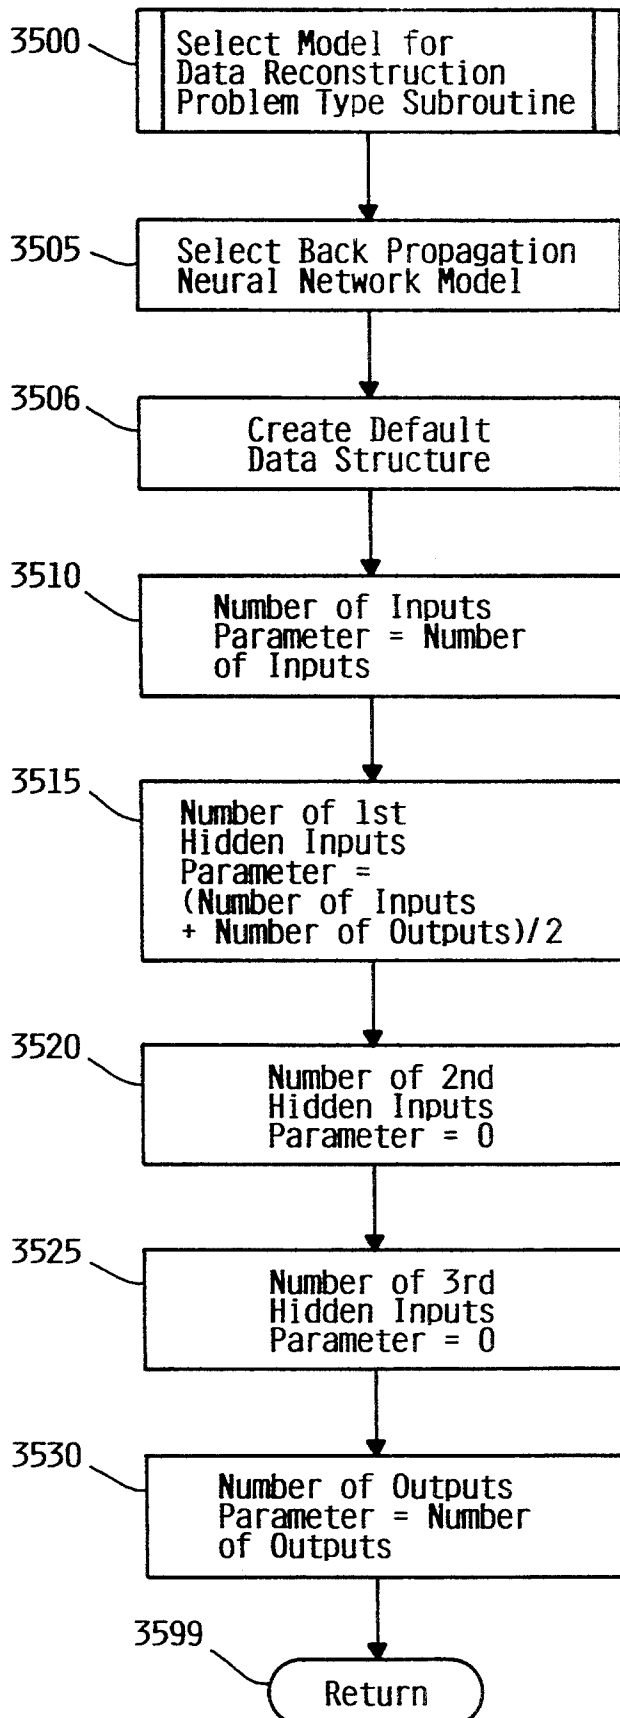 3500
Select Model for
Data Reconstruction
Problem Type Subroutine
3505
Select Back Propagation
Neural Network Model
3506
Create Default
Data Structure
3510
Number of Inputs
Parameter = Number
of Inputs
3515
Number of 1st
Hidden Inputs
Parameter =
(Number of Inputs
+ Number of Outputs)/2
3520
Number of 2nd
Hidden Inputs
Parameter = 0
3525
Number of 3rd
Hidden Inputs
Parameter = 0
3530
Number of Outputs
Parameter = Number
of Outputs
3599
Return